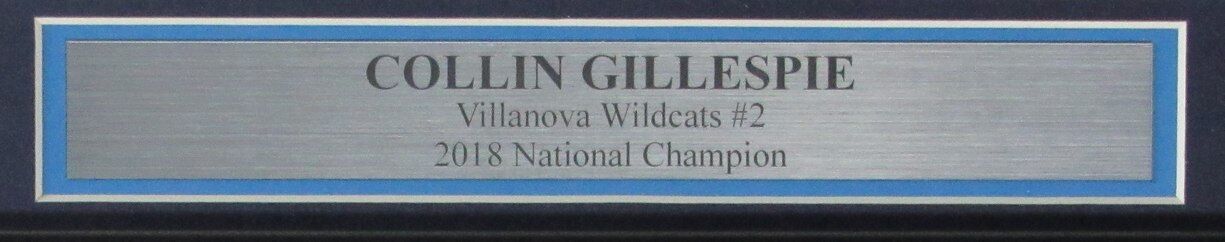 COLLIN GILLESPIE
Villanova Wildcats #2
2018 National Champion